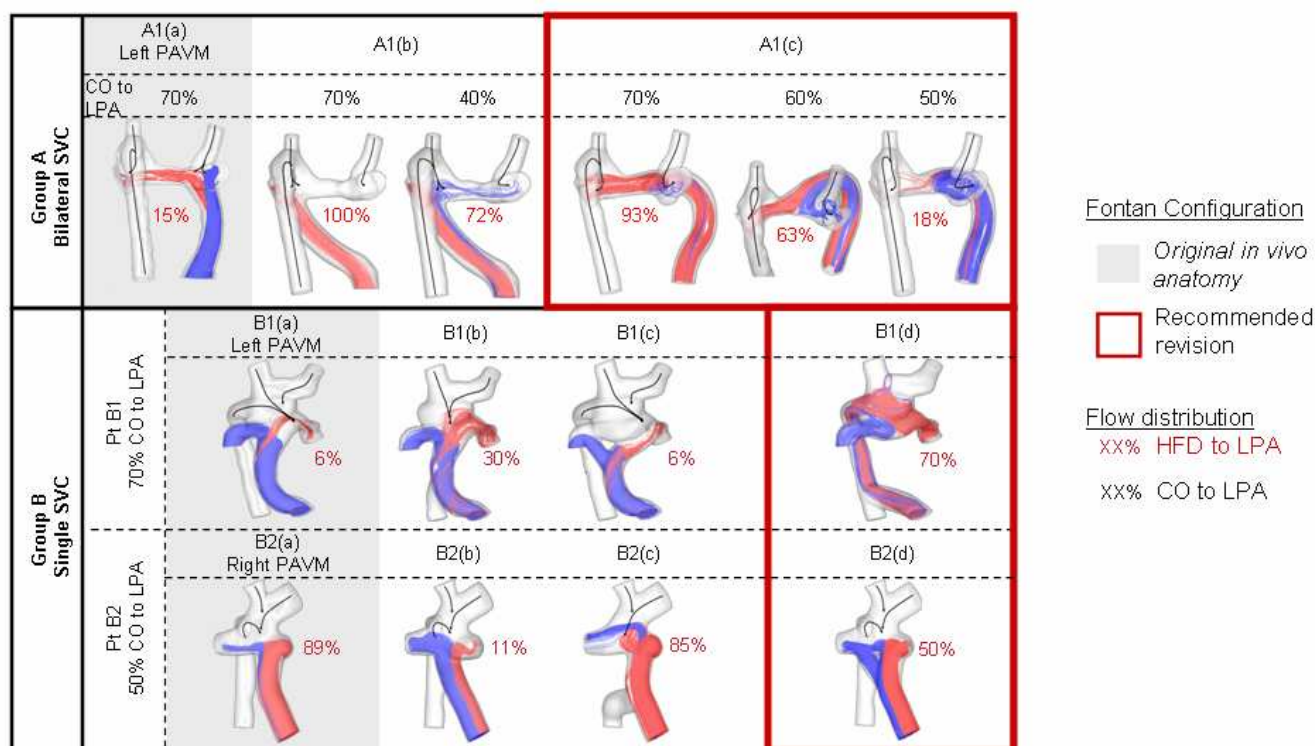 Group A
Bilateral SVC
A1(a)
Left PAVM
A1(b)
A1(c)
CO to
LPA
70%
70%
40%
70%
60%
50%
15%
100%
72%
93%
63%
18%
Group B
Single SVC
Pt B1
70% CO to LPA
B1(a)
Left PAVM
B1(b)
B1(c)
B1(d)
6%
30%
6%
70%
Pt B2
50% CO to LPA
B2(a)
Right PAVM
B2(b)
B2(c)
B2(d)
89%
11%
85%
50%
Fontan Configuration
Original in vivo
anatomy
Recommended
revision
Flow distribution
XX% HFD to LPA
XX% CO to LPA